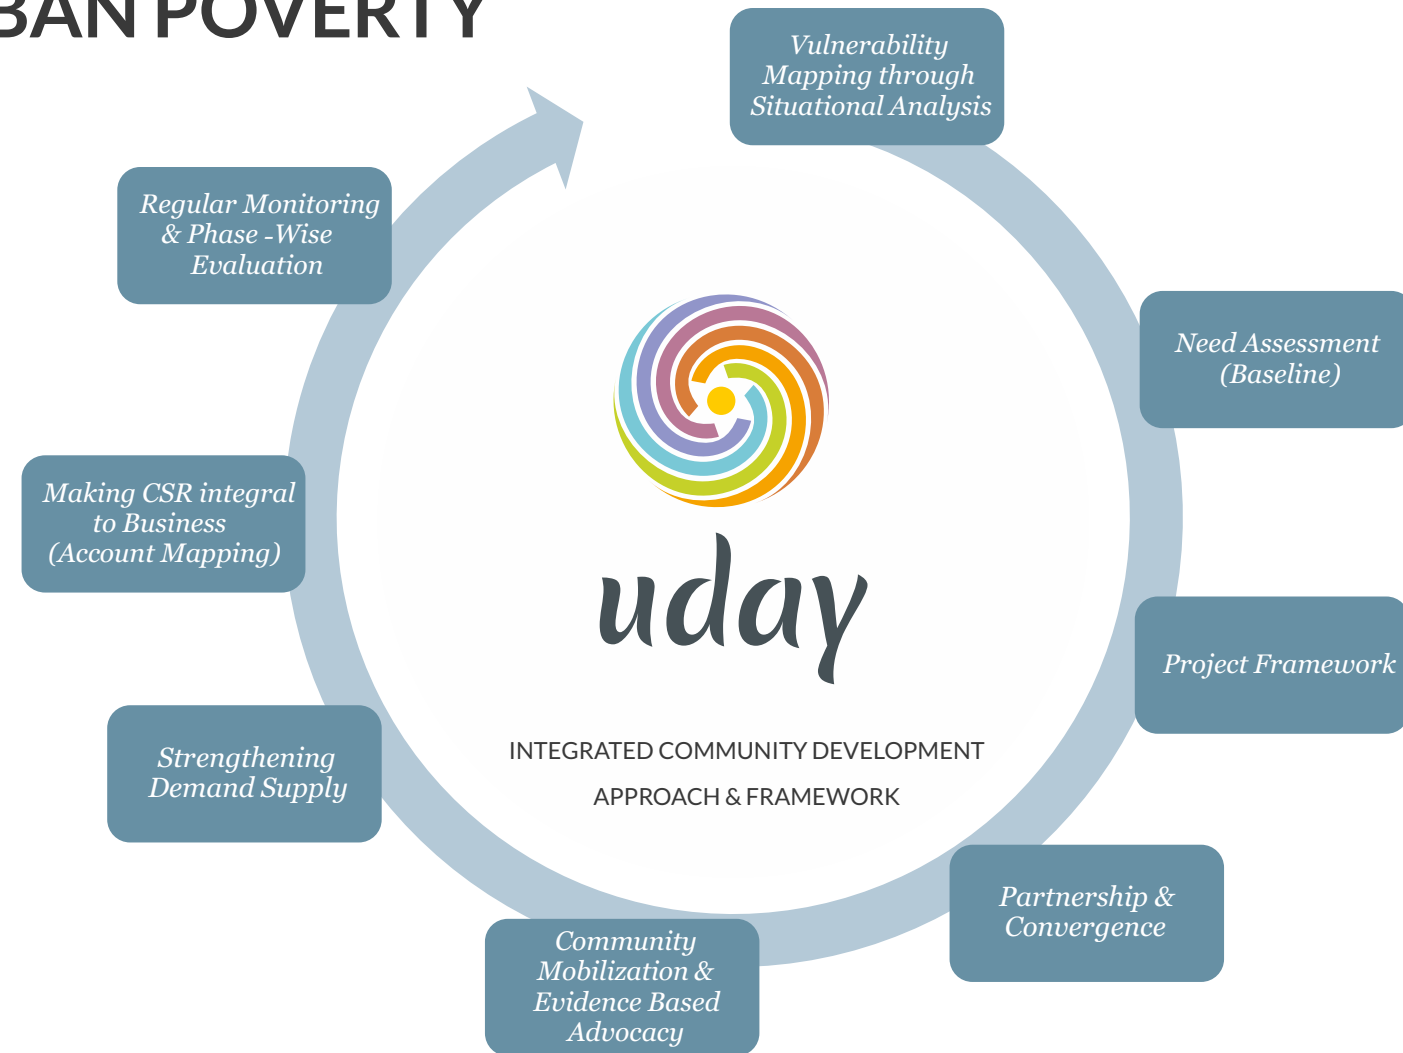 BAN POVERTY
Vulnerability
Mapping through
Situational Analysis
Need Assessment
(Baseline)
Project Framework
Partnership &
Convergence
Community
Mobilization &
Evidence Based
Advocacy
Strengthening
Demand Supply
Making CSR integral
to Business
(Account Mapping)
Regular Monitoring
& Phase -Wise
Evaluation
uday
INTEGRATED COMMUNITY DEVELOPMENT
APPROACH & FRAMEWORK